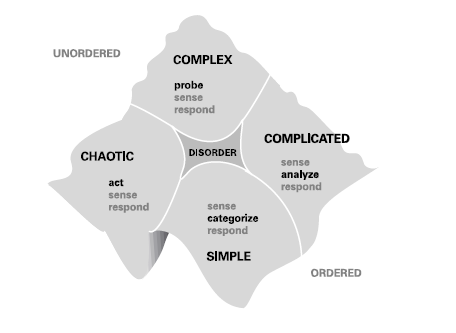 UNORDERED
COMPLEX
probe
sense
respond
COMPLICATED
sense
analyze
respond
CHAOTIC
act
sense
respond
DISORDER
sense
categorize
respond
SIMPLE
ORDERED